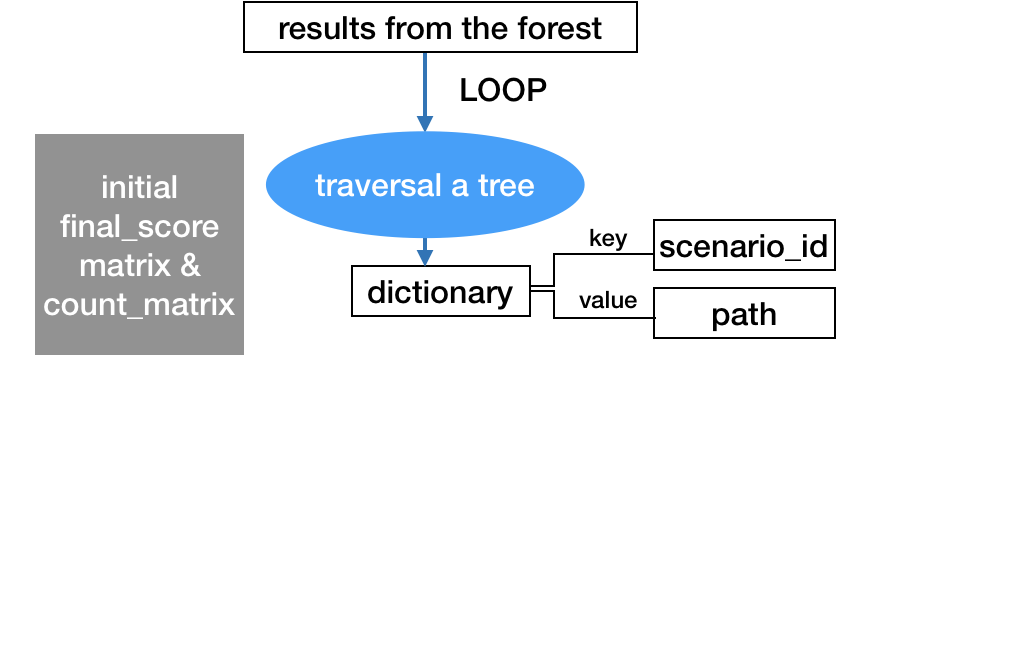 results from the forest
LOOP
initial
final_score
matrix &
count_matrix
traversal a tree
key
scenario_id
dictionary
value
path